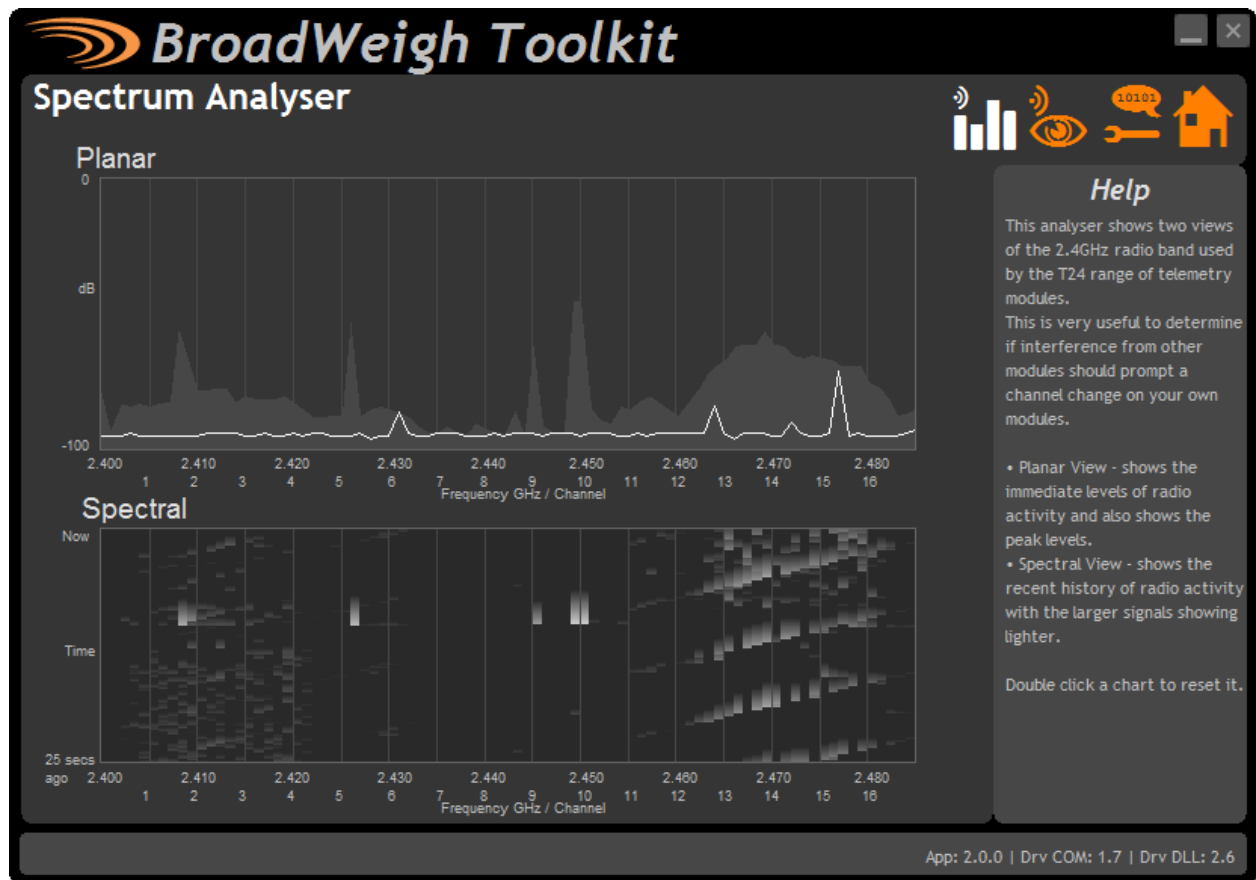 BroadWeigh Toolkit
Spectrum Analyser
10101
Planar
0
dB
-100
2.400 2.410 2.420 2.430 2.440 2.450 2.460 2.470 2.480
1 2 3 4 5 6 7 8 9 10 11 12 13 14 15 16
Frequency GHz / Channel
Spectral
Now
Time
25 secs
ago
2.400 2.410 2.420 2.430 2.440 2.450 2.460 2.470 2.480
1 2 3 4 5 6 7 8 9 10 11 12 13 14 15 16
Frequency GHz / Channel
Help
This analyser shows two views
of the 2.4GHz radio band used
by the T24 range of telemetry
modules.
This is very useful to determine
if interference from other
modules should prompt a
channel change on your own
modules.
• Planar View - shows the
immediate levels of radio
activity and also shows the
peak levels.
• Spectral View - shows the
recent history of radio activity
with the larger signals showing
lighter.
Double click a chart to reset it.
App: 2.0.0 | Drv COM: 1.7 | Drv DLL: 2.6